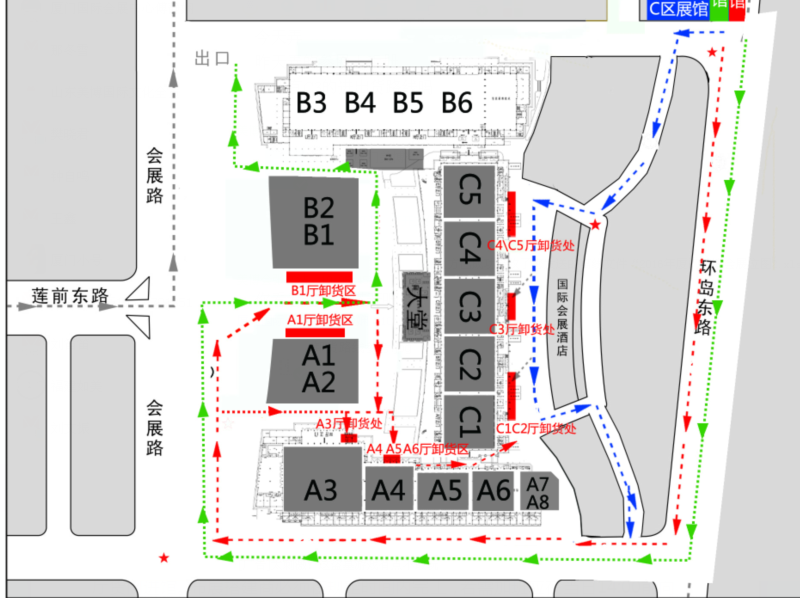 C区展馆
馆
馆
出口
B3 B4 B5 B6
会展路
C5
B2
B1
C4
C4\C5厅卸货处
环岛东路
莲前东路
B1厅卸货区
大堂
C3
国际会展酒店
A1厅卸货区
C3厅卸货处
A1
A2
C2
会展路
C1
A3厅卸货处
C1C2厅卸货处
A4 A5A6厅卸货区
A3
A4
A5
A6
A7
A8